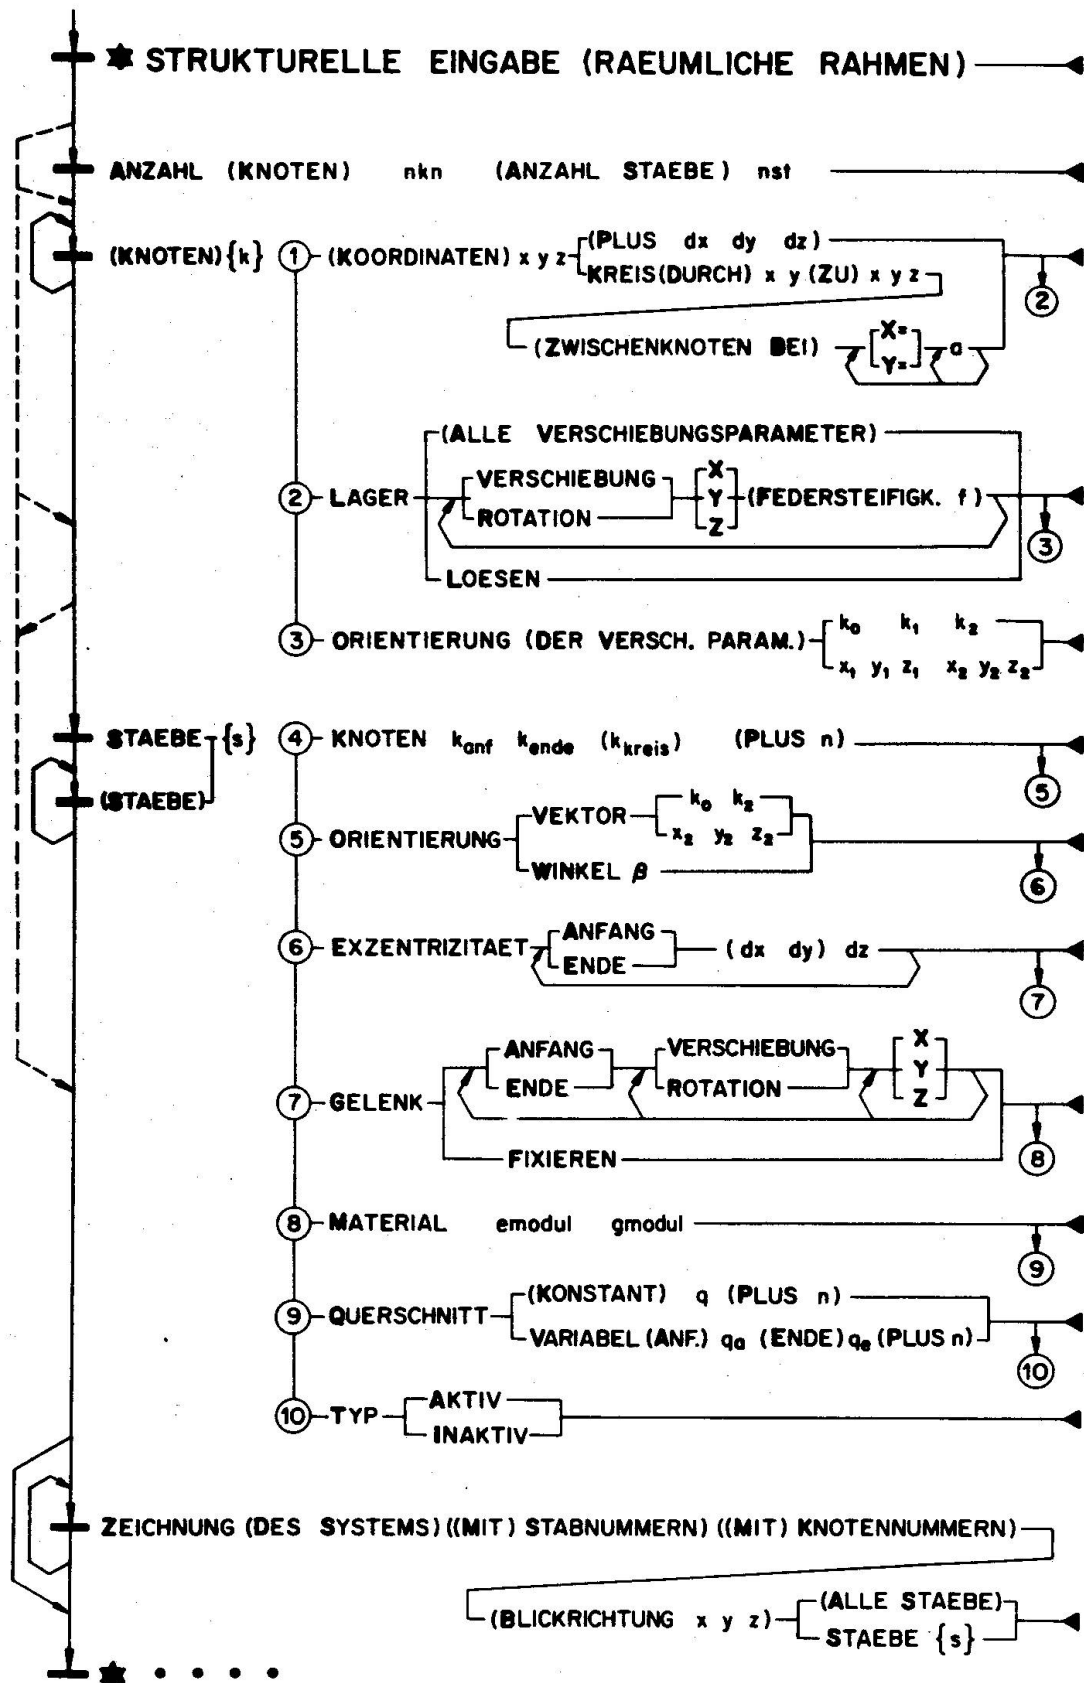 ★ STRUKTURELLE EINGABE (RAEUMLICHE RAHMEN)
ANZAHL (KNOTEN) nkn (ANZAHL STAEBE) nst
(KNOTEN) {k} 1 (KOORDINATEN) x y z (PLUS dx dy dz)
KREIS (DURCH) x y (ZU) x y z
2
(ZWISCHENKNOTEN BEI) X= a
Y=
(ALLE VERSCHIEBUNGSPARAMETER)
VERSCHIEBUNG X
2 LAGER Y (FEDERSTEIFIGK. f)
ROTATION Z
3
LOESEN
3 ORIENTIERUNG (DER VERSCH. PARAM.) k₀ k₁ k₂
x₁ y₁ z₁ x₂ y₂ z₂
STAEBE {s} 4 KNOTEN k_anf k_ende (k_kreis) (PLUS n)
5
(STAEBE)
VEKTOR k₀ k₂
5 ORIENTIERUNG x₂ y₂ z₂
WINKEL β
6
6 EXZENTRIZITAET ANFANG (dx dy) dz
ENDE
7
ANFANG VERSCHIEBUNG X
ENDE ROTATION Y
Z
7 GELENK
FIXIEREN
8
8 MATERIAL emodul gmodul
9
(KONSTANT) q (PLUS n)
9 QUERSCHNITT
VARIABEL (ANF.) qₐ (ENDE) qₑ (PLUS n)
10
10 TYP AKTIV
INAKTIV
ZEICHNUNG (DES SYSTEMS) ((MIT) STABNUMMERN) ((MIT) KNOTENNUMMERN)
(BLICKRICHTUNG x y z) (ALLE STAEBE)
STAEBE {s}
★ • • • •